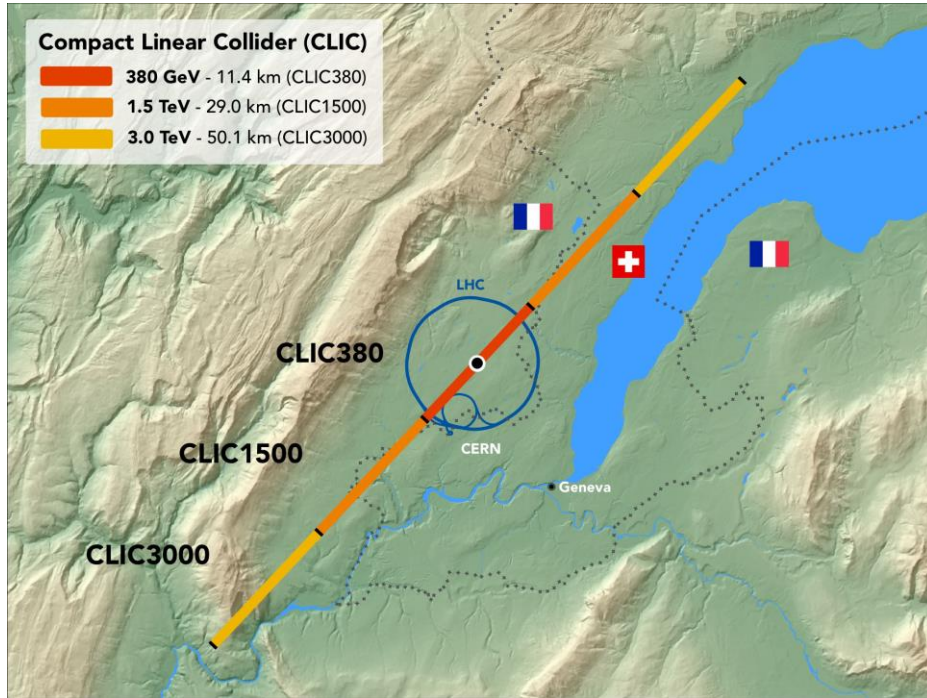 Compact Linear Collider (CLIC)
380 GeV - 11.4 km (CLIC380)
1.5 TeV - 29.0 km (CLIC1500)
3.0 TeV - 50.1 km (CLIC3000)
LHC
CLIC380
CLIC1500
CERN
Geneva
CLIC3000